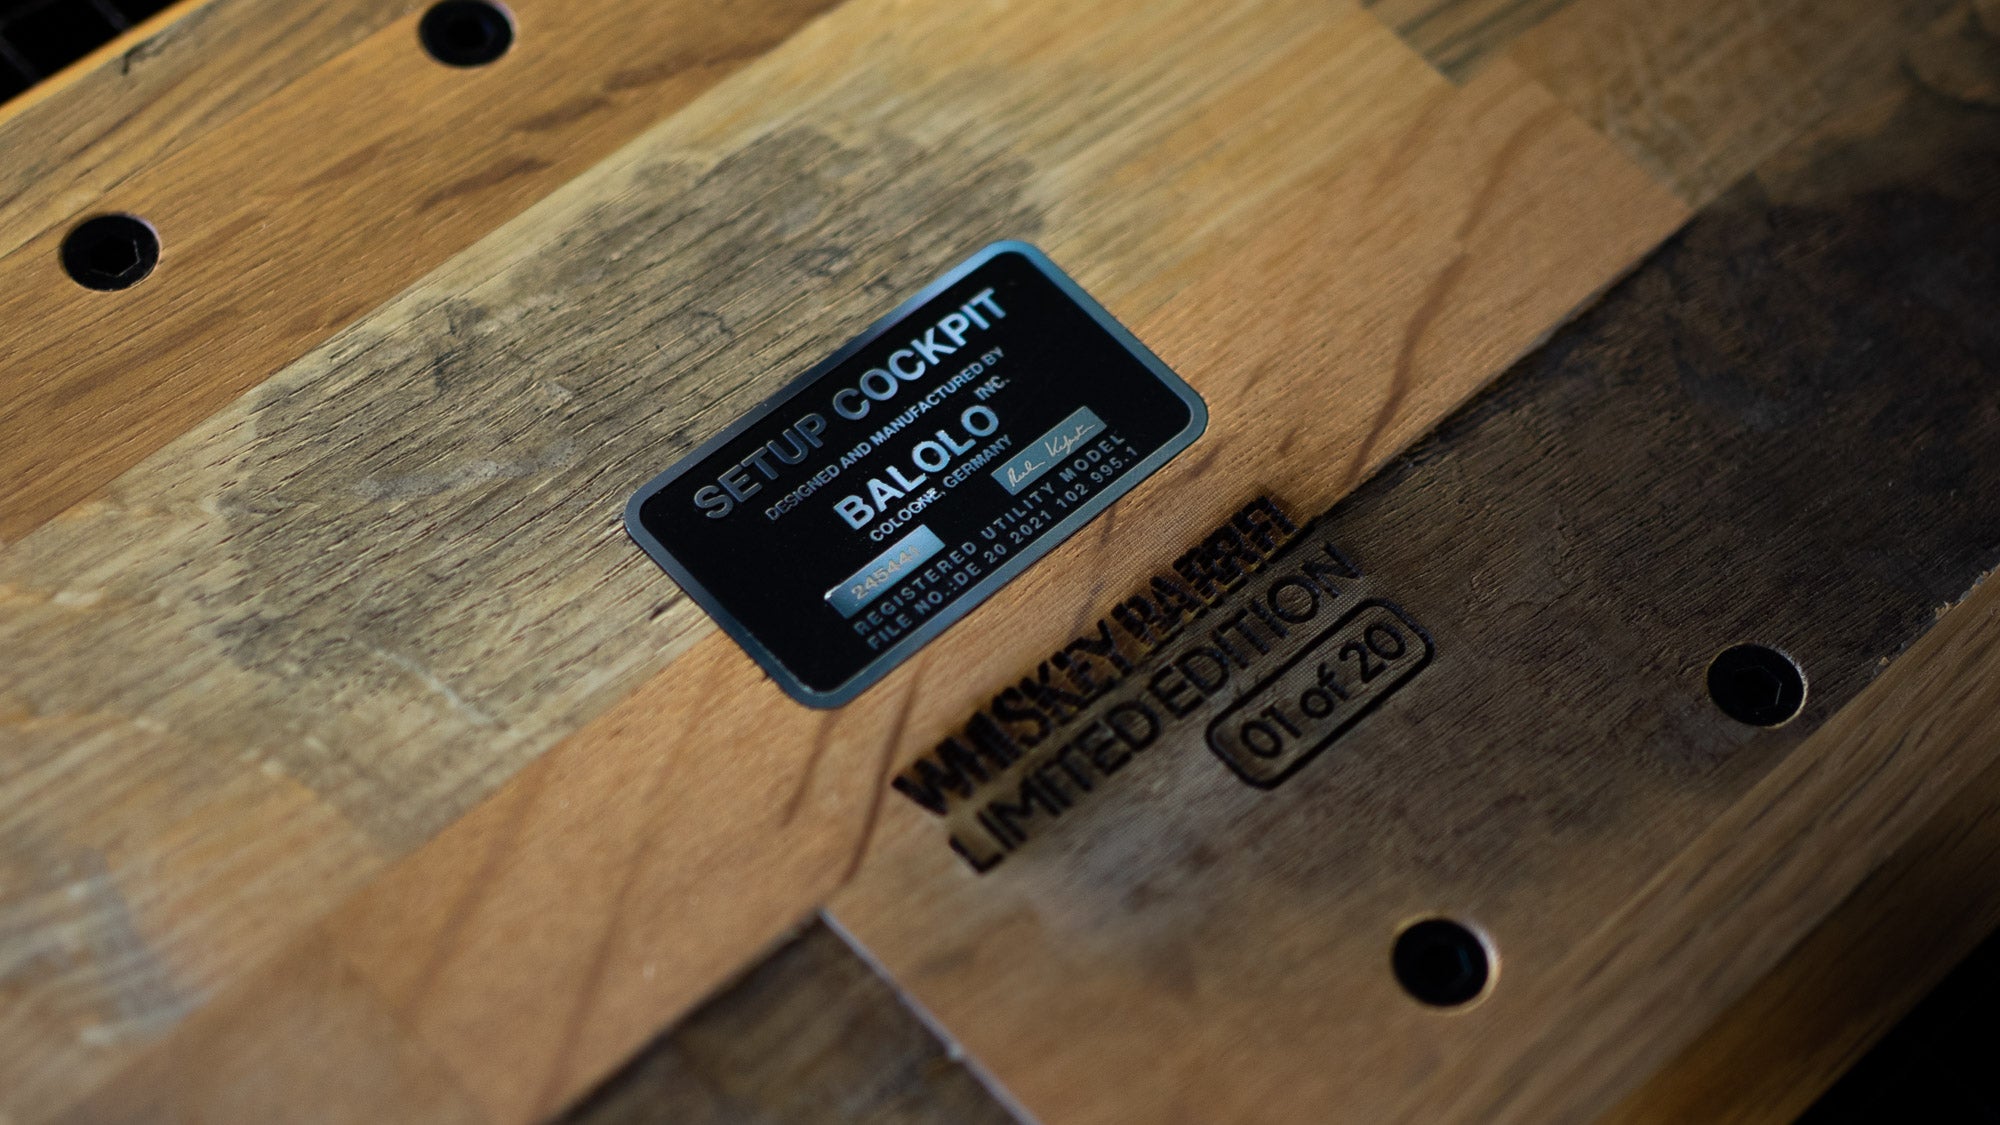 SETUP COCKPIT
DESIGNED AND MANUFACTURED BY
BALOLO INC.
COLOGNE, GERMANY
REGISTERED UTILITY MODEL
FILE NO.:DE 20 2021 102 995.1
WHISKEY
LIMITED EDITION
01 of 20